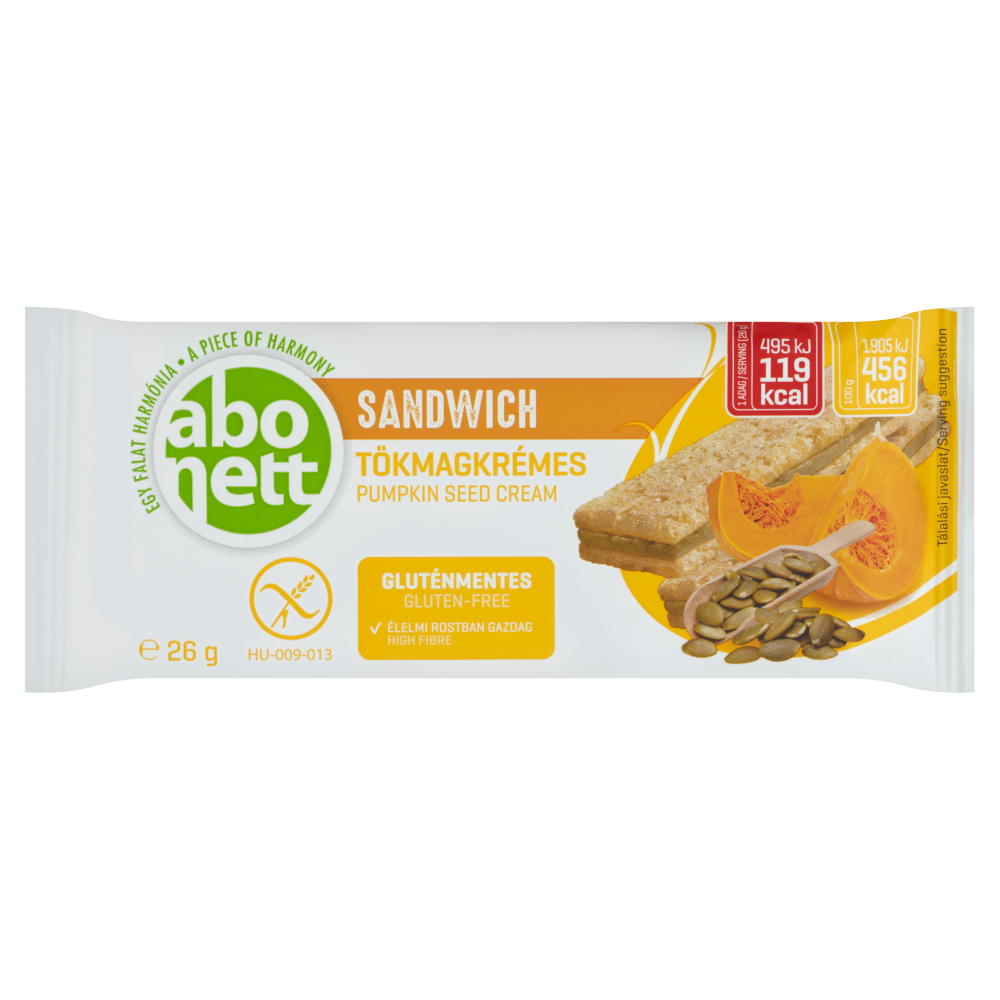 EGY FALAT HARMÓNIA • A PIECE OF HARMONY
abo
nett
SANDWICH
TÖKMAGKRÉMES
PUMPKIN SEED CREAM
1 ADAG / SERVING (26 g)
495 kJ
119
kcal
100 g
1905 kJ
456
kcal
Tálalási javaslat/Serving suggestion
GLUTÉNMENTES
GLUTEN-FREE
✓ ÉLELMI ROSTBAN GAZDAG
HIGH FIBRE
℮ 26 g
HU-009-013